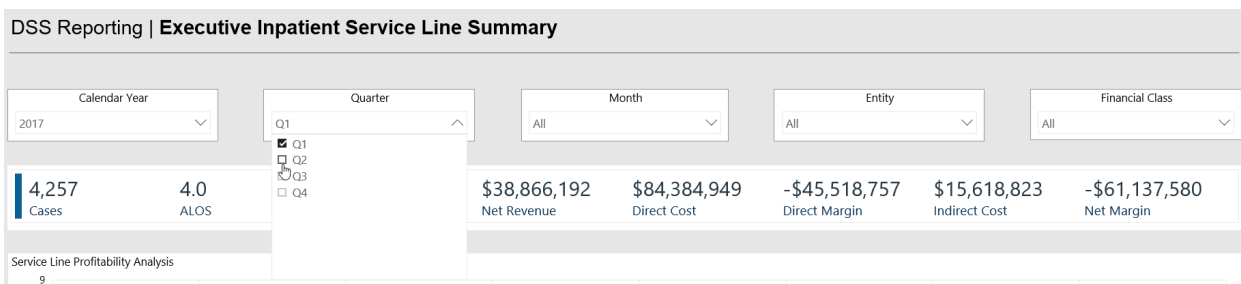 DSS Reporting | Executive Inpatient Service Line Summary
Calendar Year
2017
Quarter
Q1
Month
All
Entity
All
Financial Class
All
Q1
Q2
Q3
Q4
4,257
Cases
4.0
ALOS
$38,866,192
Net Revenue
$84,384,949
Direct Cost
-$45,518,757
Direct Margin
$15,618,823
Indirect Cost
-$61,137,580
Net Margin
Service Line Profitability Analysis
9